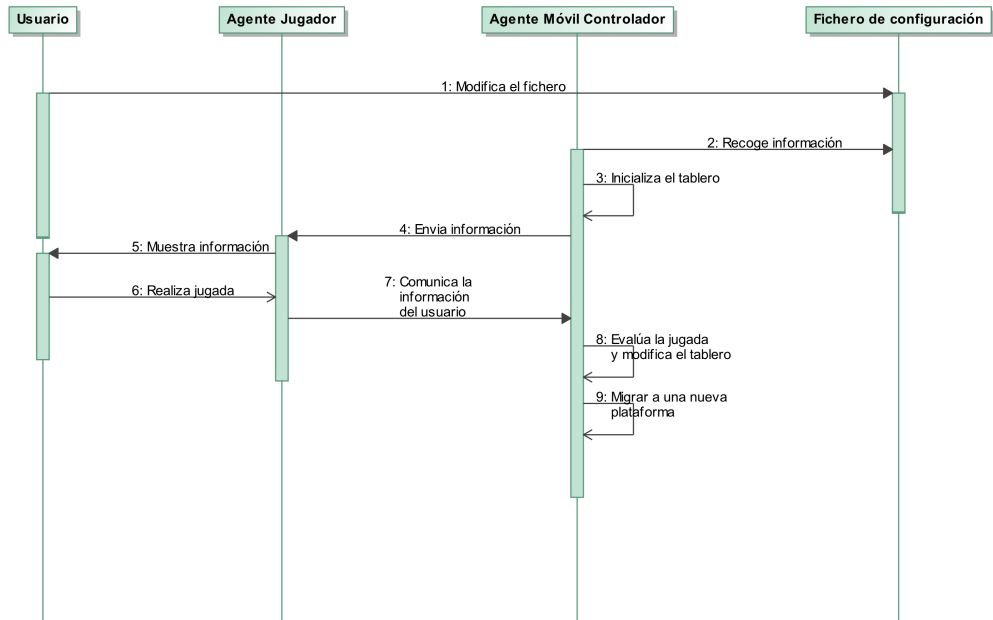 Usuario
Agente Jugador
Agente Móvil Controlador
Fichero de configuración
1: Modifica el fichero
2: Recoge información
3: Inicializa el tablero
4: Envia información
5: Muestra información
6: Realiza jugada
7: Comunica la
información
del usuario
8: Evalúa la jugada
y modifica el tablero
9: Migrar a una nueva
plataforma